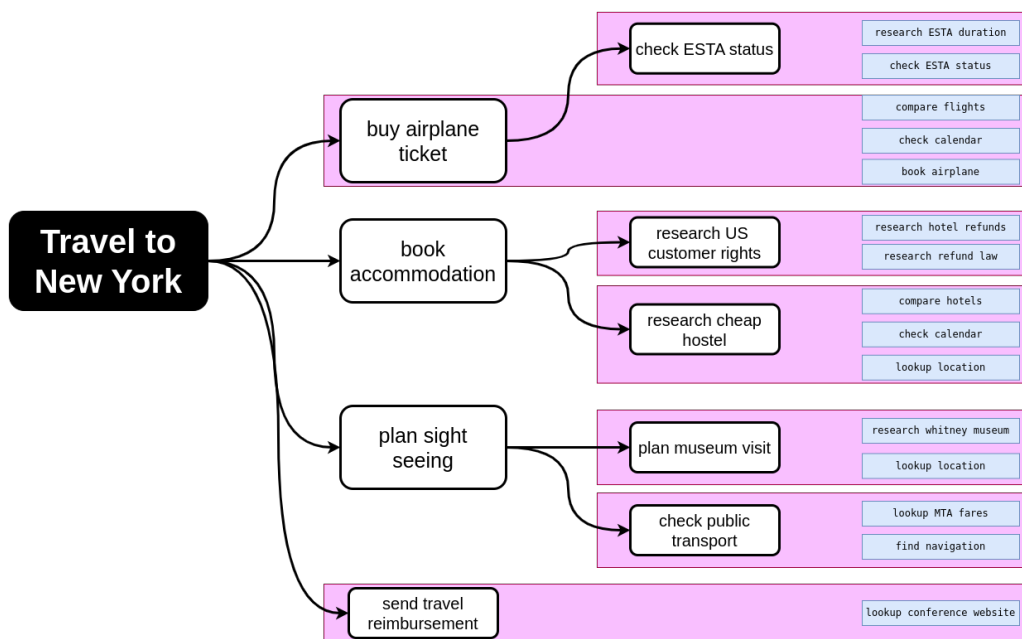 check ESTA status
research ESTA duration
check ESTA status
buy airplane
ticket
compare flights
check calendar
book airplane
Travel to
New York
book
accommodation
research US
customer rights
research hotel refunds
research refund law
research cheap
hostel
compare hotels
check calendar
lookup location
plan sight
seeing
plan museum visit
research whitney museum
lookup location
check public
transport
lookup MTA fares
find navigation
send travel
reimbursement
lookup conference website